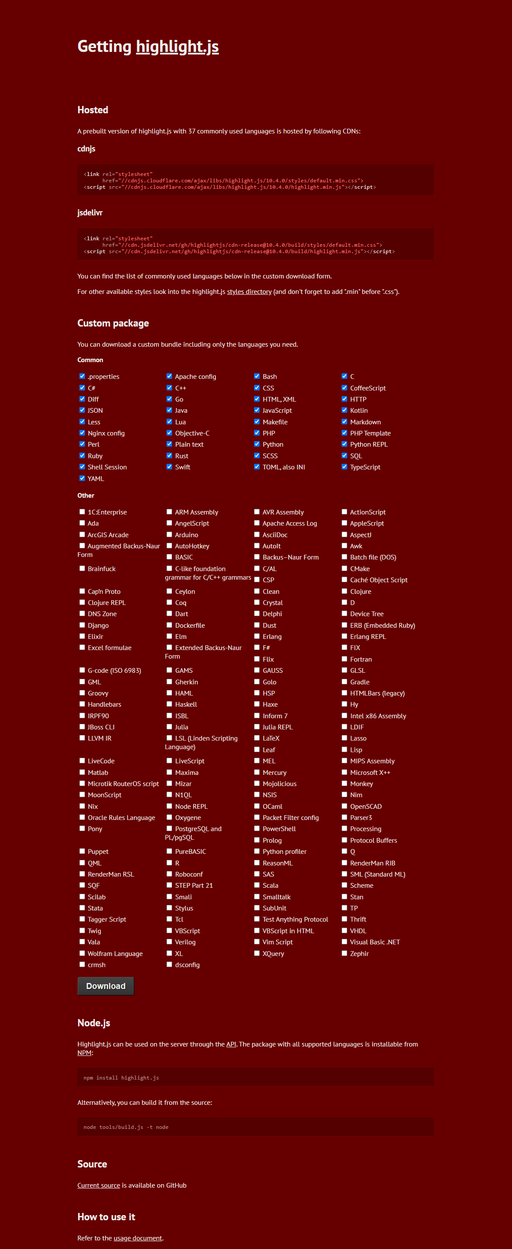 Getting highlight.js
Hosted
A prebuilt version of highlight.js with 37 commonly used languages is hosted by following CDNs:
cdnjs
<link rel="stylesheet"
href="//cdnjs.cloudflare.com/ajax/libs/highlight.js/10.4.0/styles/default.min.css">
<script src="//cdnjs.cloudflare.com/ajax/libs/highlight.js/10.4.0/highlight.min.js"></script>
jsdelivr
<link rel="stylesheet"
href="//cdn.jsdelivr.net/gh/highlightjs/cdn-release@10.4.0/build/styles/default.min.css">
<script src="//cdn.jsdelivr.net/gh/highlightjs/cdn-release@10.4.0/build/highlight.min.js"></script>
You can find the list of commonly used languages below in the custom download form.
For other available styles look into the highlight.js styles directory (and don't forget to add ".min" before ".css").
Custom package
You can download a custom bundle including only the languages you need.
Common
.properties Apache config Bash C
C# C++ CSS CoffeeScript
Diff Go HTML, XML HTTP
JSON Java JavaScript Kotlin
Less Lua Makefile Markdown
Nginx config Objective-C PHP PHP Template
Perl Plain text Python Python REPL
Ruby Rust SCSS SQL
Shell Session Swift TOML, also INI TypeScript
YAML
Other
1C:Enterprise ARM Assembly AVR Assembly ActionScript
Ada AngelScript Apache Access Log AppleScript
ArcGIS Arcade Arduino AsciiDoc AspectJ
Augmented Backus-Naur Form AutoHotkey AutoIt Awk
BASIC Backus–Naur Form Batch file (DOS)
Brainfuck C-like foundation grammar for C/C++ grammars C/AL CMake
CSP Caché Object Script
Cap'n Proto Ceylon Clean Clojure
Clojure REPL Coq Crystal D
DNS Zone Dart Delphi Device Tree
Django Dockerfile Dust ERB (Embedded Ruby)
Elixir Elm Erlang Erlang REPL
Excel formulae Extended Backus-Naur Form F# FIX
Flix Fortran
G-code (ISO 6983) GAMS GAUSS GLSL
GML Gherkin Golo Gradle
Groovy HAML HSP HTMLBars (legacy)
Handlebars Haskell Haxe Hy
IRPF90 ISBL Inform 7 Intel x86 Assembly
JBoss CLI Julia Julia REPL LDIF
LLVM IR LSL (Linden Scripting Language) LaTeX Lasso
Leaf Lisp
LiveCode LiveScript MEL MIPS Assembly
Matlab Maxima Mercury Microsoft X++
Microtik RouterOS script Mizar Mojolicious Monkey
MoonScript N1QL NSIS Nim
Nix Node REPL OCaml OpenSCAD
Oracle Rules Language Oxygene Packet Filter config Parser3
Pony PostgreSQL and PL/pgSQL PowerShell Processing
Prolog Protocol Buffers
Puppet PureBASIC Python profiler Q
QML R ReasonML RenderMan RIB
RenderMan RSL Roboconf SAS SML (Standard ML)
SQF STEP Part 21 Scala Scheme
Scilab Smali Smalltalk Stan
Stata Stylus SubUnit TP
Tagger Script Tcl Test Anything Protocol Thrift
Twig VBScript VBScript in HTML VHDL
Vala Verilog Vim Script Visual Basic .NET
Wolfram Language XL XQuery Zephir
crmsh dsconfig
Download
Node.js
Highlight.js can be used on the server through the API. The package with all supported languages is installable from
NPM:
npm install highlight.js
Alternatively, you can build it from the source:
node tools/build.js -t node
Source
Current source is available on GitHub
How to use it
Refer to the usage document.